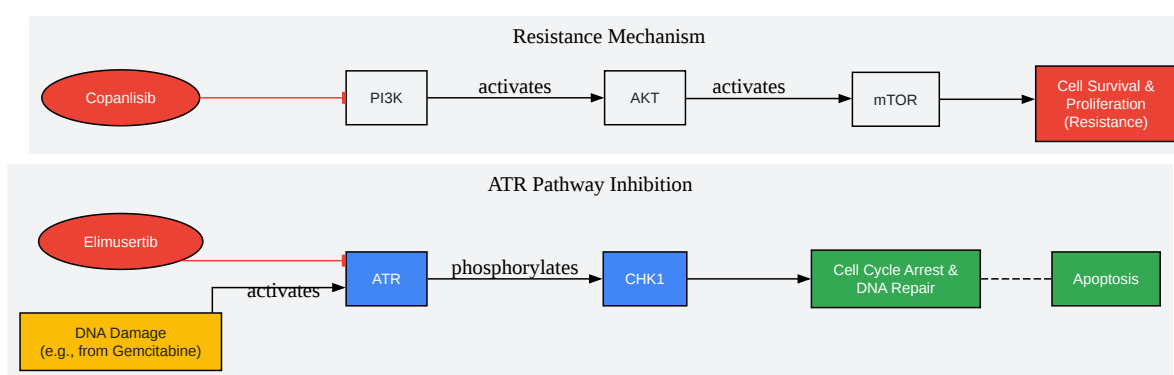 Resistance Mechanism
Copanlisib
PI3K
activates
AKT
activates
mTOR
Cell Survival &
Proliferation
(Resistance)
ATR Pathway Inhibition
Elimusertib
ATR
phosphorylates
CHK1
Cell Cycle Arrest &
DNA Repair
Apoptosis
activates
DNA Damage
(e.g., from Gemcitabine)